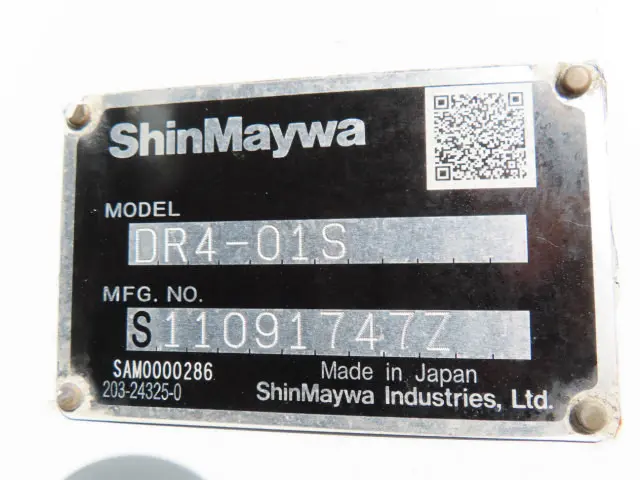 ShinMaywa
MODEL
DR4-01S
MFG. NO.
S11091747Z
SAM0000286
Made in Japan
203-24325-0
ShinMaywa Industries, Ltd.